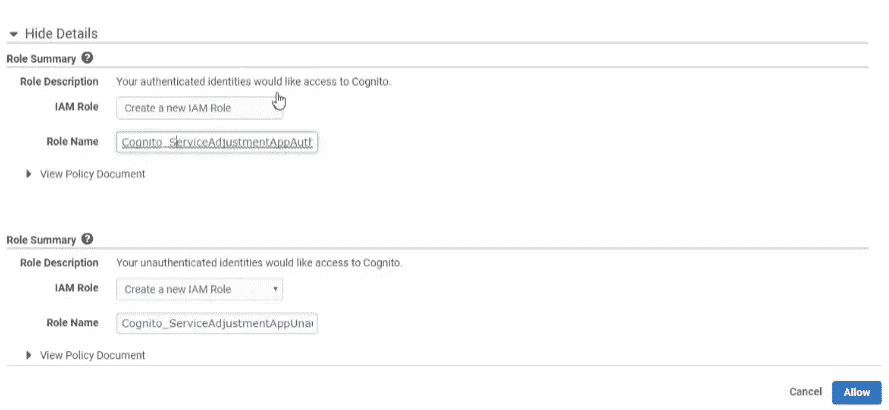 Hide Details
Role Summary ?
Role Description Your authenticated identities would like access to Cognito.
IAM Role Create a new IAM Role
Role Name Cognito_ServiceAdjustmentAppAuth
View Policy Document
Role Summary ?
Role Description Your unauthenticated identities would like access to Cognito.
IAM Role Create a new IAM Role
Role Name Cognito_ServiceAdjustmentAppUnau
View Policy Document
Cancel Allow